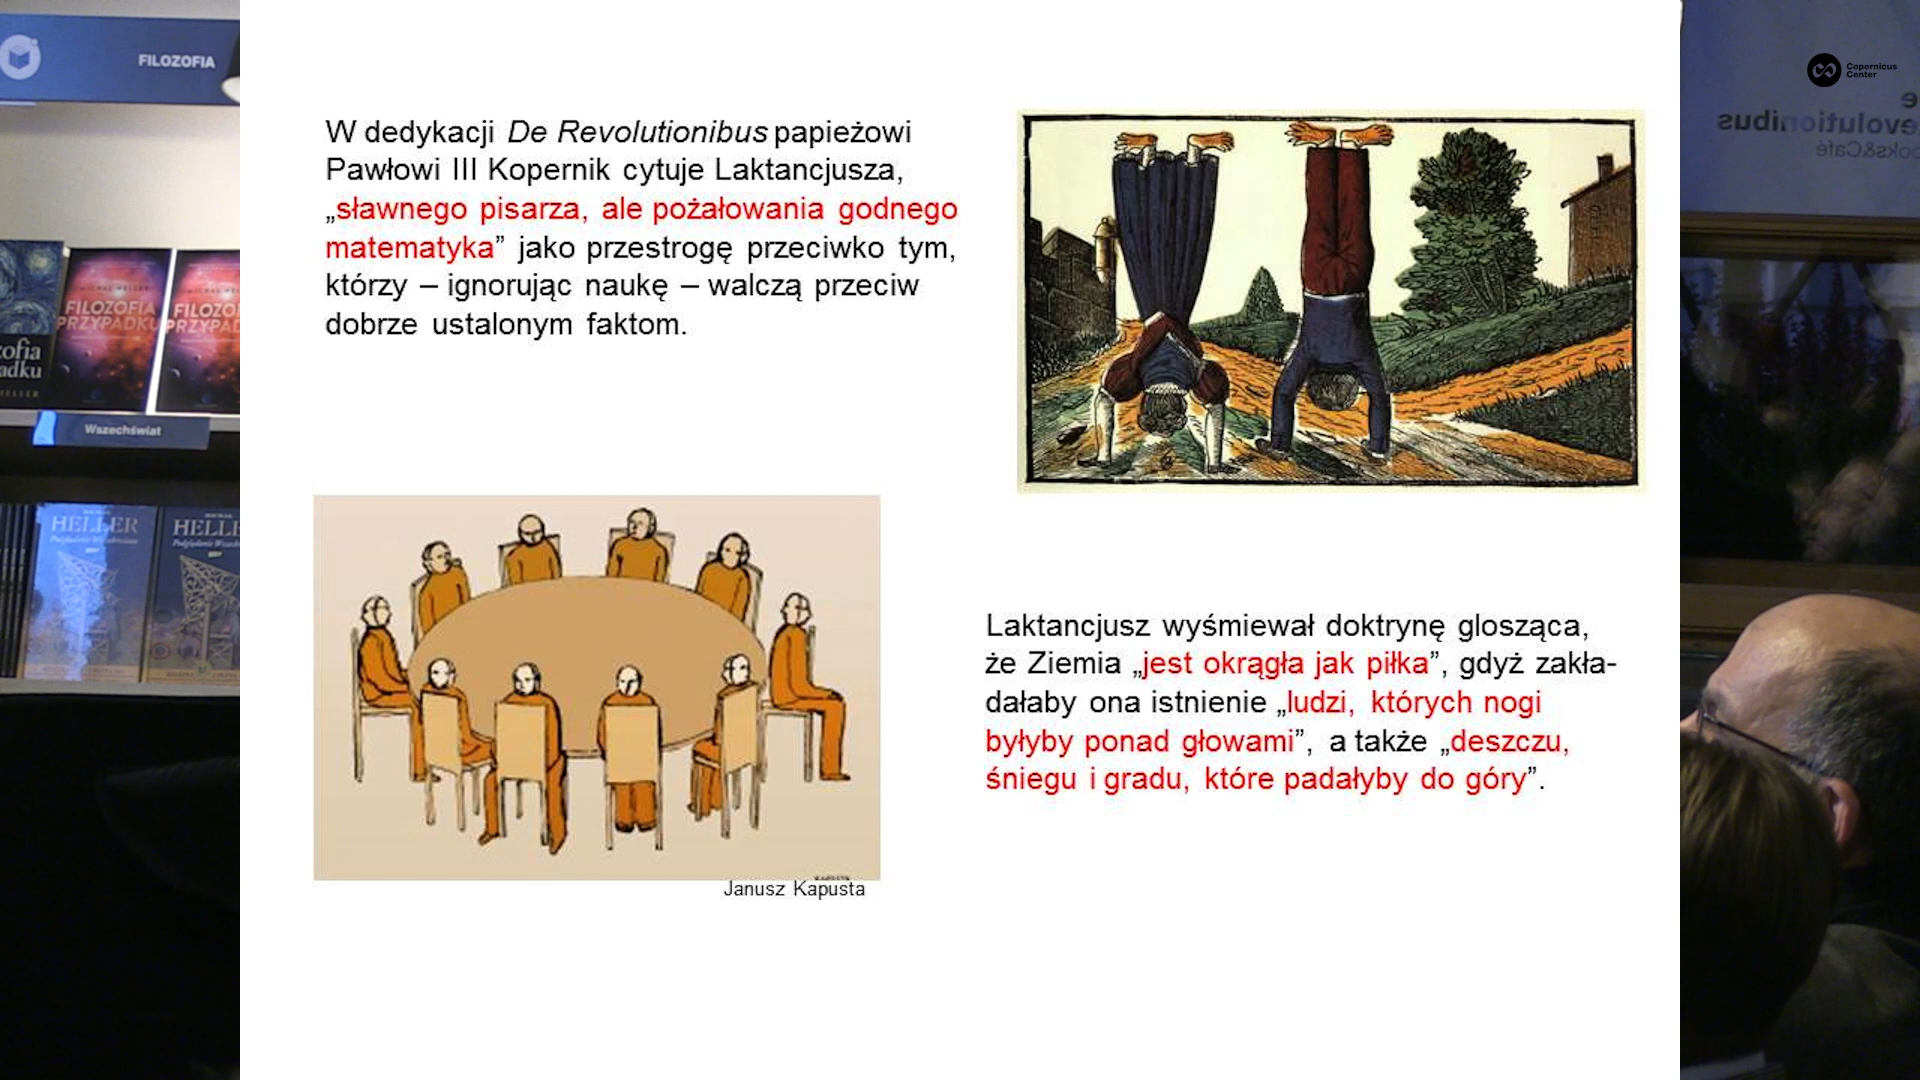 FILOZOFIA
W dedykacji De Revolutionibus papieżowi
Pawłowi III Kopernik cytuje Laktancjusza,
„sławnego pisarza, ale pożałowania godnego
matematyka” jako przestrogę przeciwko tym,
którzy – ignorując naukę – walczą przeciw
dobrze ustalonym faktom.
Janusz Kapusta
Laktancjusz wyśmiewał doktrynę glosząca,
że Ziemia „jest okrągła jak piłka”, gdyż zakła-
dałaby ona istnienie „ludzi, których nogi
byłyby ponad głowami”, a także „deszczu,
śniegu i gradu, które padałyby do góry”.
Copernicus
Center
FILOZOFIA
PRZYPADKU
Wszechświat
HELLER